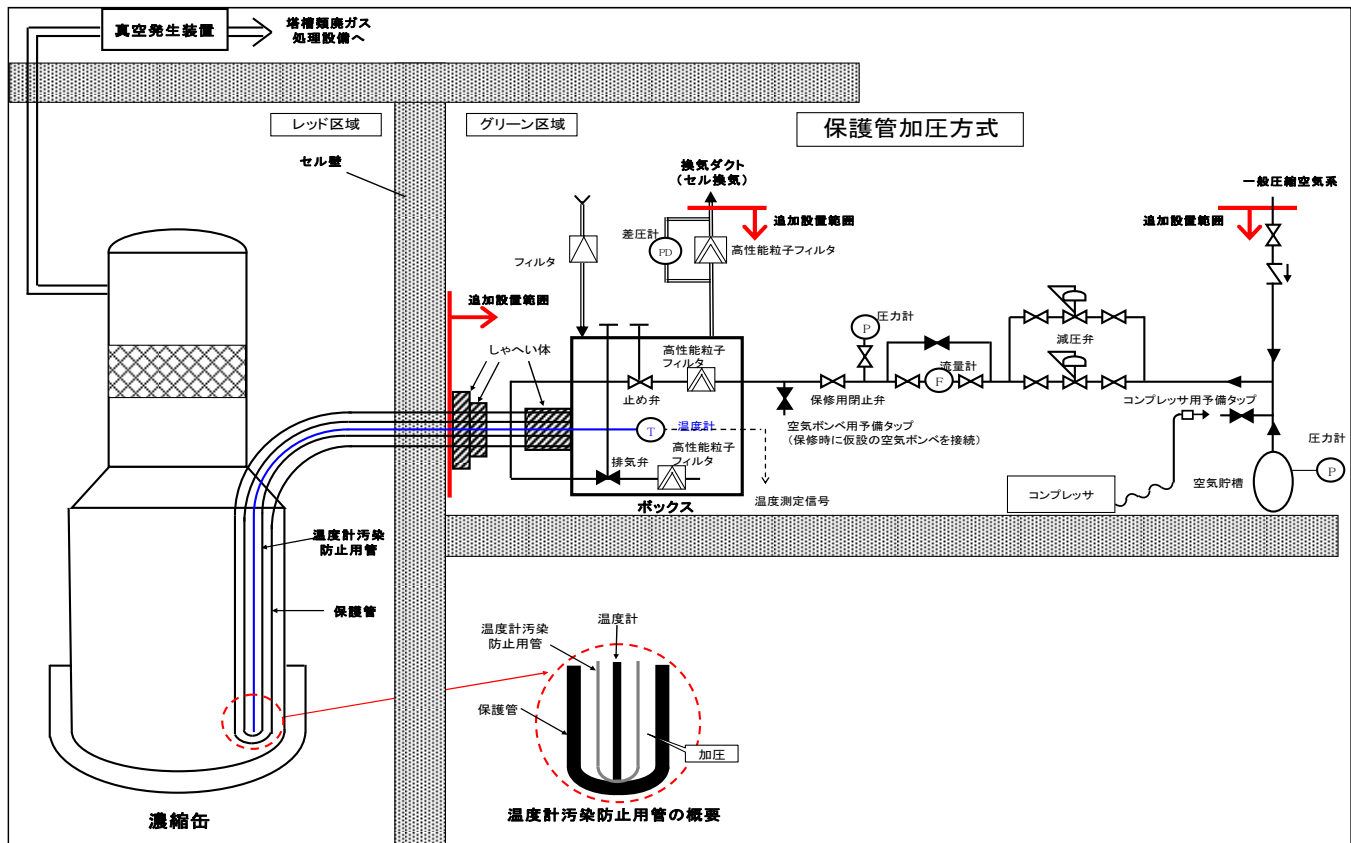 真空発生装置
塔槽類廃ガス
処理設備へ
レッド区域
グリーン区域
保護管加圧方式
セル壁
換気ダクト
(セル換気)
一般圧縮空気系
追加設置範囲
追加設置範囲
差圧計
PD
高性能粒子フィルタ
フィルタ
追加設置範囲
圧力計
P
減圧弁
しゃへい体
高性能粒子
フィルタ
流量計
F
止め弁
保修用閉止弁
コンプレッサ用予備タップ
空気ボンベ用予備タップ
(保修時に仮設の空気ボンベを接続)
温度計
T
高性能粒子
フィルタ
排気弁
圧力計
P
空気貯槽
コンプレッサ
温度測定信号
ボックス
温度計汚染
防止用管
保護管
温度計
温度計汚染
防止用管
保護管
加圧
濃縮缶
温度計汚染防止用管の概要